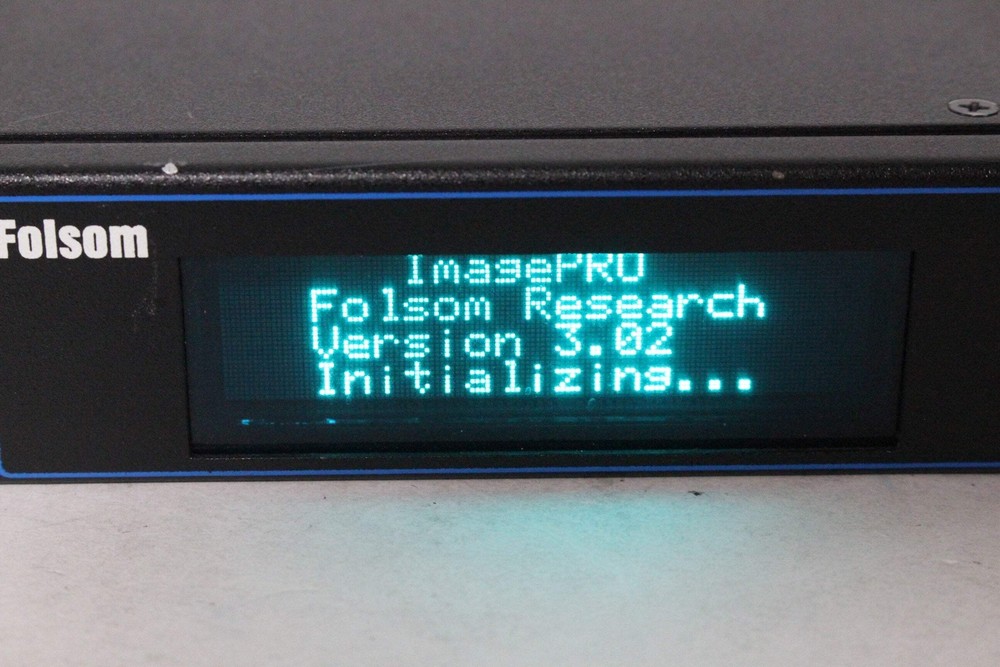 Folsom
ImagePRO
Folsom Research
Version 3.02
Initializing...